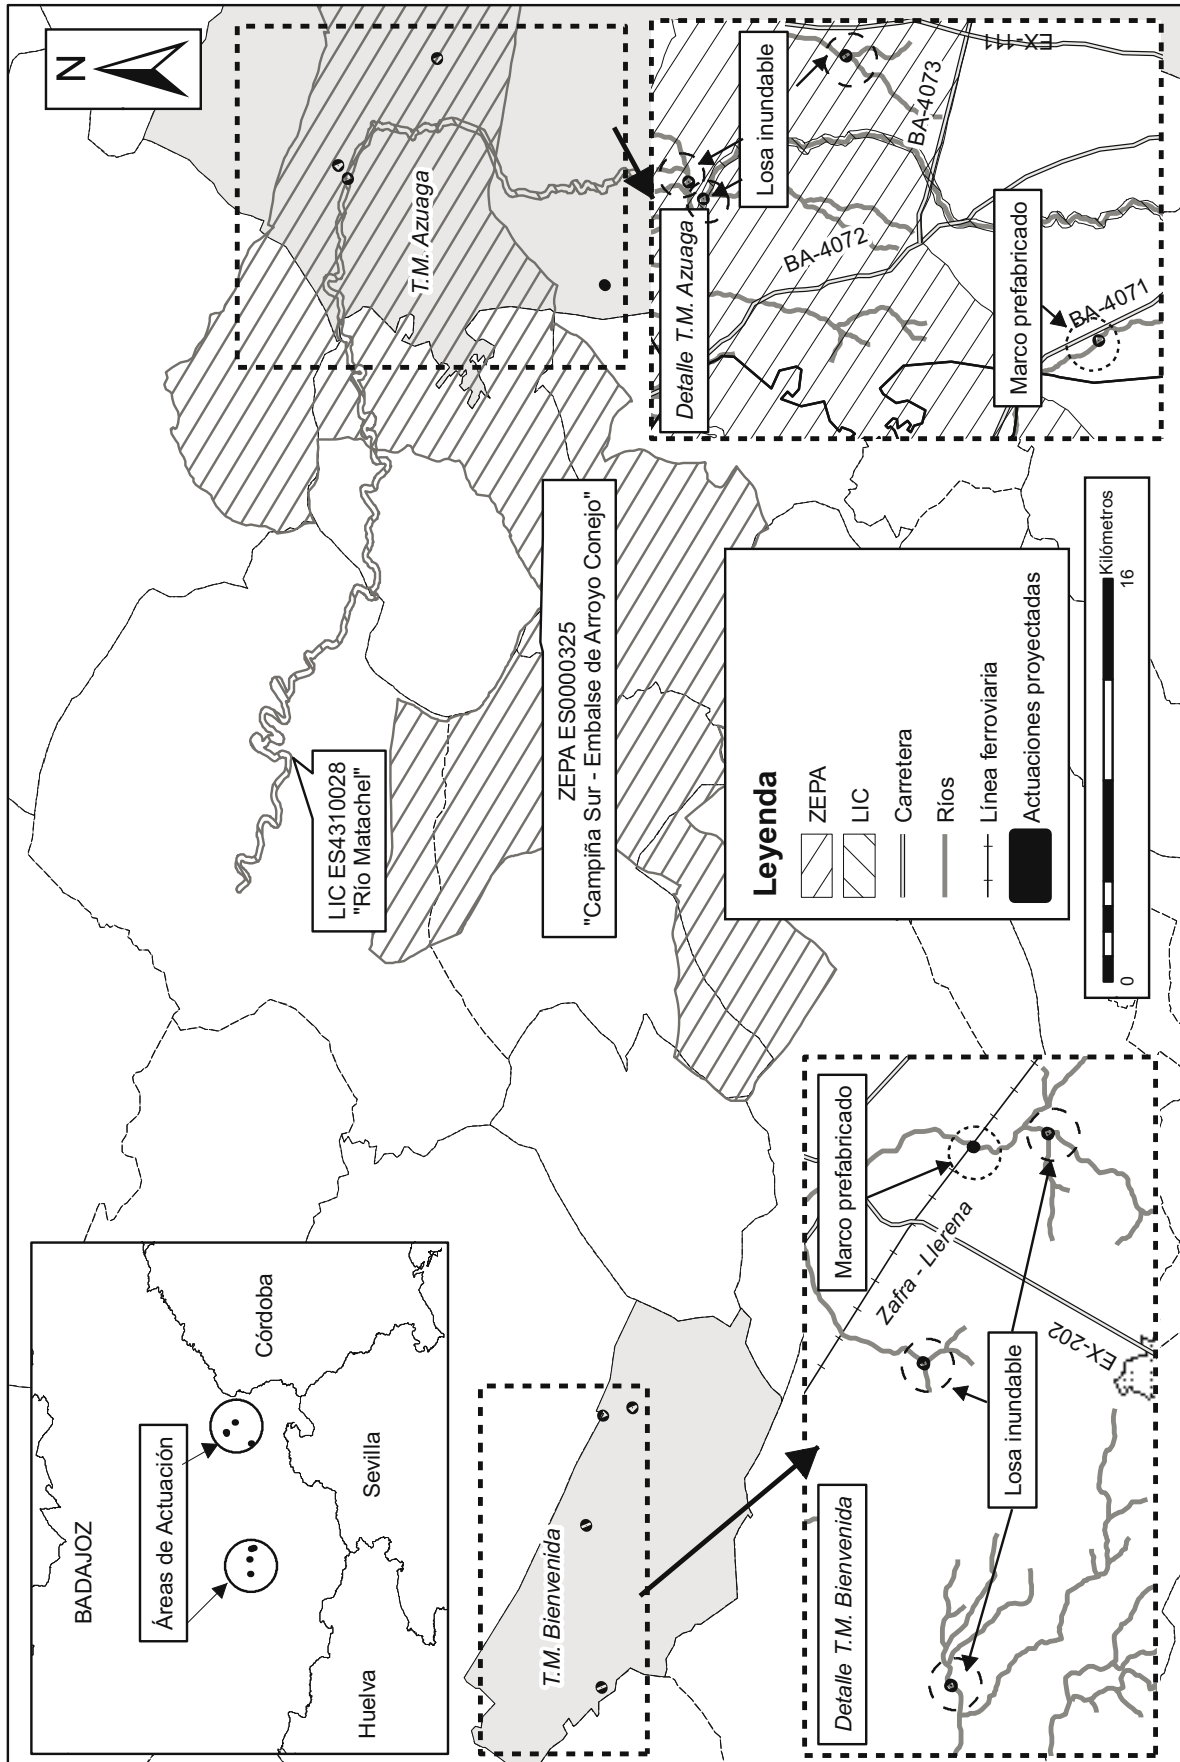 BADAJOZ
Áreas de Actuación
Córdoba
Sevilla
Huelva
N
LIC ES4310028
"Río Matachel"
ZEPA ES0000325
"Campiña Sur - Embalse de Arroyo Conejo"
T.M. Azuaga
T.M. Bienvenida
Detalle T.M. Bienvenida
Losa inundable
Marco prefabricado
Zafra - Llerena
EX-202
Leyenda
ZEPA
LIC
Carretera
Ríos
Línea ferroviaria
Actuaciones proyectadas
0
16
Kilómetros
Detalle T.M. Azuaga
Losa inundable
Marco prefabricado
BA-4072
BA-4073
BA-4071
EX-111